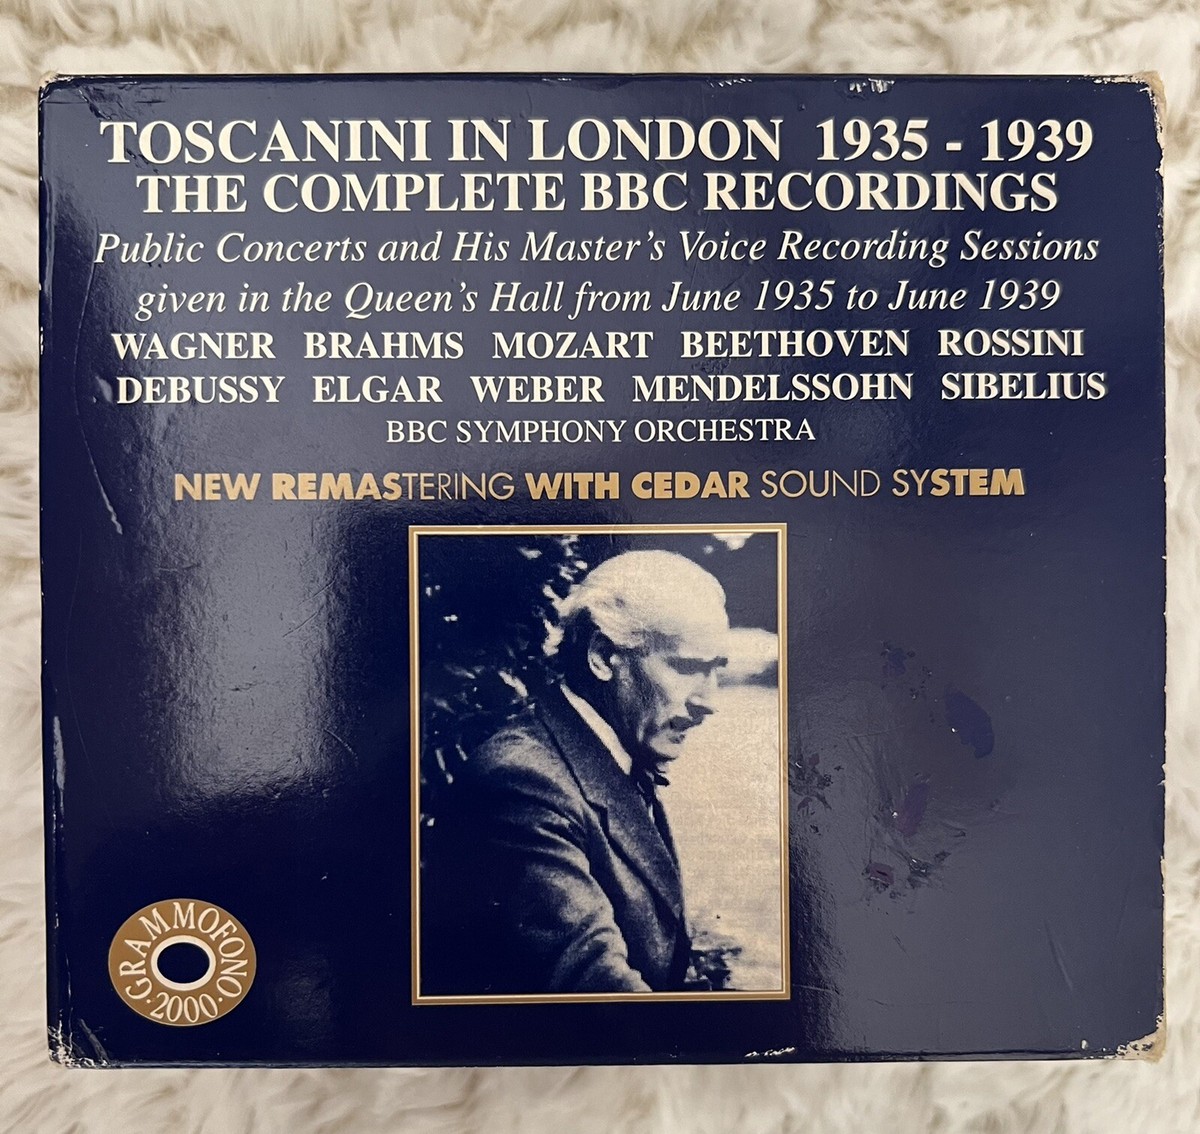 TOSCANINI IN LONDON 1935 - 1939
THE COMPLETE BBC RECORDINGS
Public Concerts and His Master's Voice Recording Sessions
given in the Queen's Hall from June 1935 to June 1939
WAGNER BRAHMS MOZART BEETHOVEN ROSSINI
DEBUSSY ELGAR WEBER MENDELSSOHN SIBELIUS
BBC SYMPHONY ORCHESTRA
NEW REMASTERING WITH CEDAR SOUND SYSTEM
GRAMMOFONO
· 2000 ·